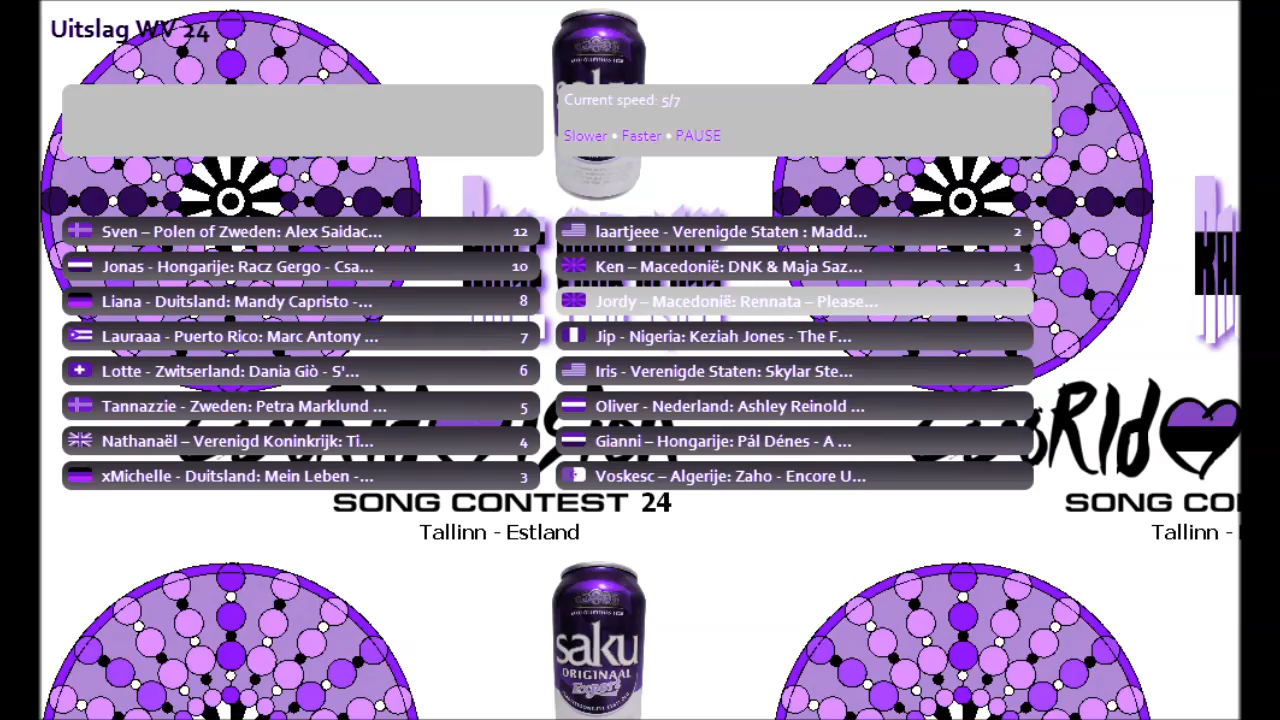 Uitslag WV 24
Current speed: 5/7
Slower • Faster • PAUSE
Sven – Polen of Zweden: Alex Saidac... 12
Jonas - Hongarije: Racz Gergo - Csa... 10
Liana - Duitsland: Mandy Capristo -... 8
Lauraaa - Puerto Rico: Marc Antony ... 7
Lotte - Zwitserland: Dania Giò - S'... 6
Tannazzie - Zweden: Petra Marklund ... 5
Nathanaël – Verenigd Koninkrijk: Ti... 4
xMichelle - Duitsland: Mein Leben -... 3
laartjeee - Verenigde Staten : Madd... 2
Ken – Macedonië: DNK & Maja Saz... 1
Jordy – Macedonië: Rennata – Please...
Jip - Nigeria: Keziah Jones - The F...
Iris - Verenigde Staten: Skylar Ste...
Oliver - Nederland: Ashley Reinold ...
Gianni – Hongarije: Pál Dénes - A ...
Voskesc – Algerije: Zaho - Encore U...
SONG CONTEST 24
Tallinn - Estland
SONG CO
Tallinn -
saku
ORIGINAAL
Export